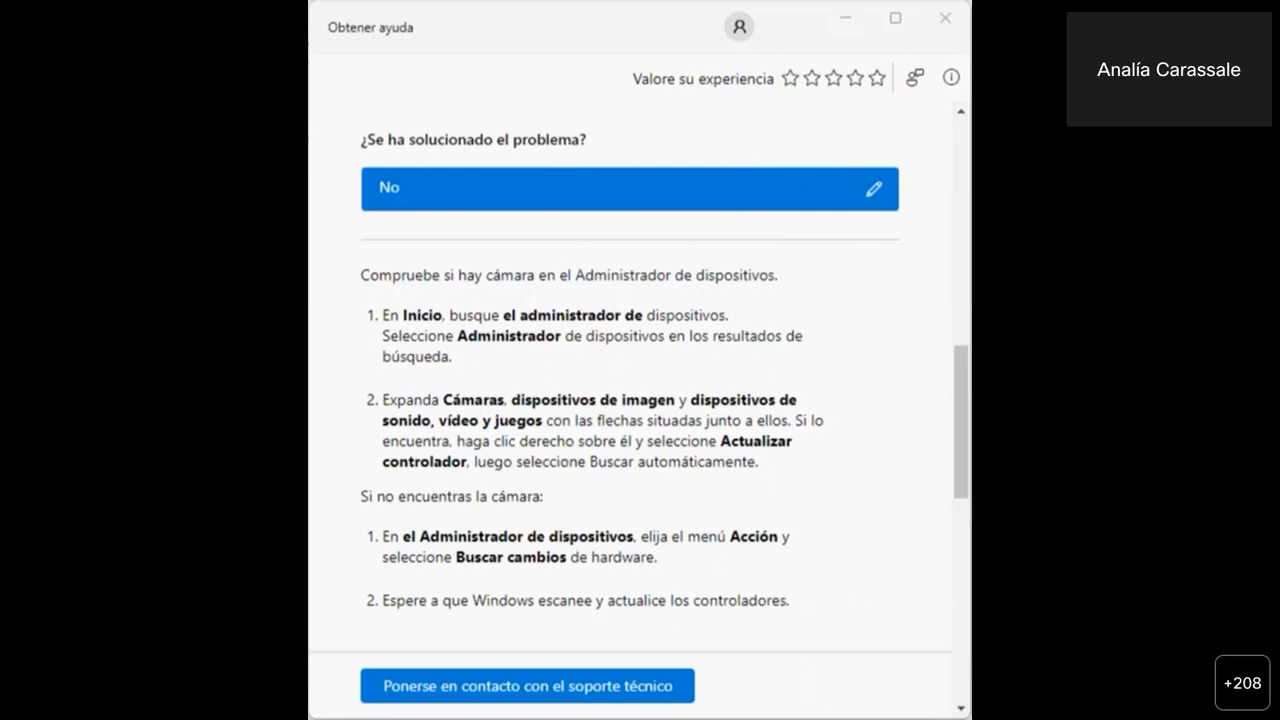 Obtener ayuda
Analía Carassale
Valore su experiencia
¿Se ha solucionado el problema?
No
Compruebe si hay cámara en el Administrador de dispositivos.
1. En Inicio, busque el administrador de dispositivos.
Seleccione Administrador de dispositivos en los resultados de
búsqueda.
2. Expanda Cámaras, dispositivos de imagen y dispositivos de
sonido, vídeo y juegos con las flechas situadas junto a ellos. Si lo
encuentra, haga clic derecho sobre él y seleccione Actualizar
controlador, luego seleccione Buscar automáticamente.
Si no encuentras la cámara:
1. En el Administrador de dispositivos, elija el menú Acción y
seleccione Buscar cambios de hardware.
2. Espere a que Windows escanee y actualice los controladores.
Ponerse en contacto con el soporte técnico
+208